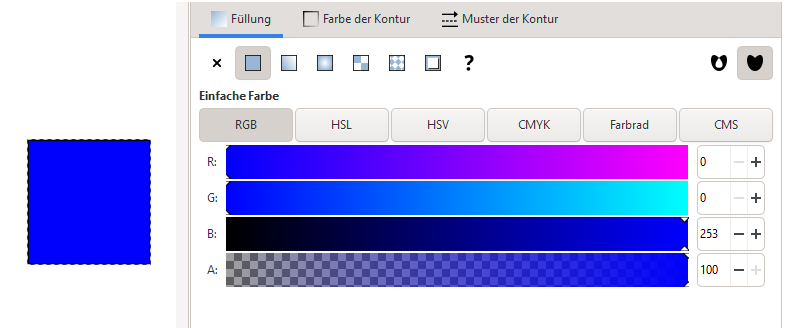 Füllung Farbe der Kontur Muster der Kontur
?
Einfache Farbe
RGB HSL HSV CMYK Farbrad CMS
R: 0
G: 0
B: 253
A: 100